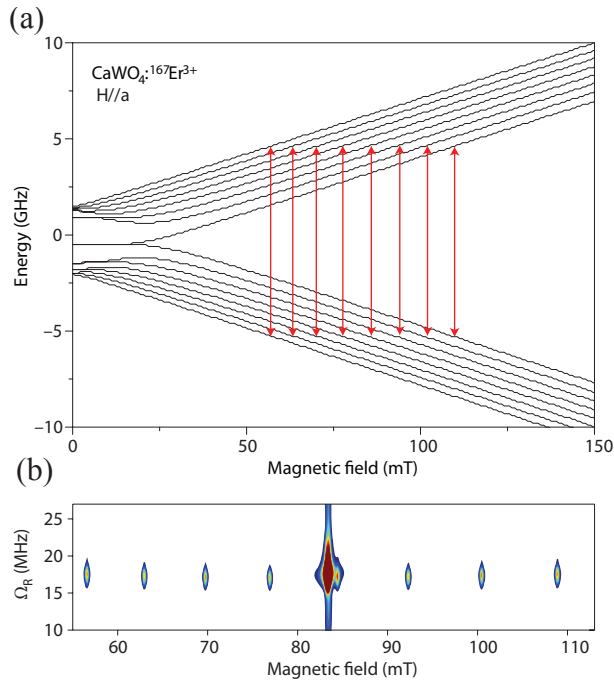 (a)
10
CaWO₄:¹⁶⁷Er³⁺
H//a
5
0
Energy (GHz)
−5
−10
0
50
100
150
Magnetic field (mT)
(b)
25
20
15
10
Ω_R (MHz)
60
70
80
90
100
110
Magnetic field (mT)